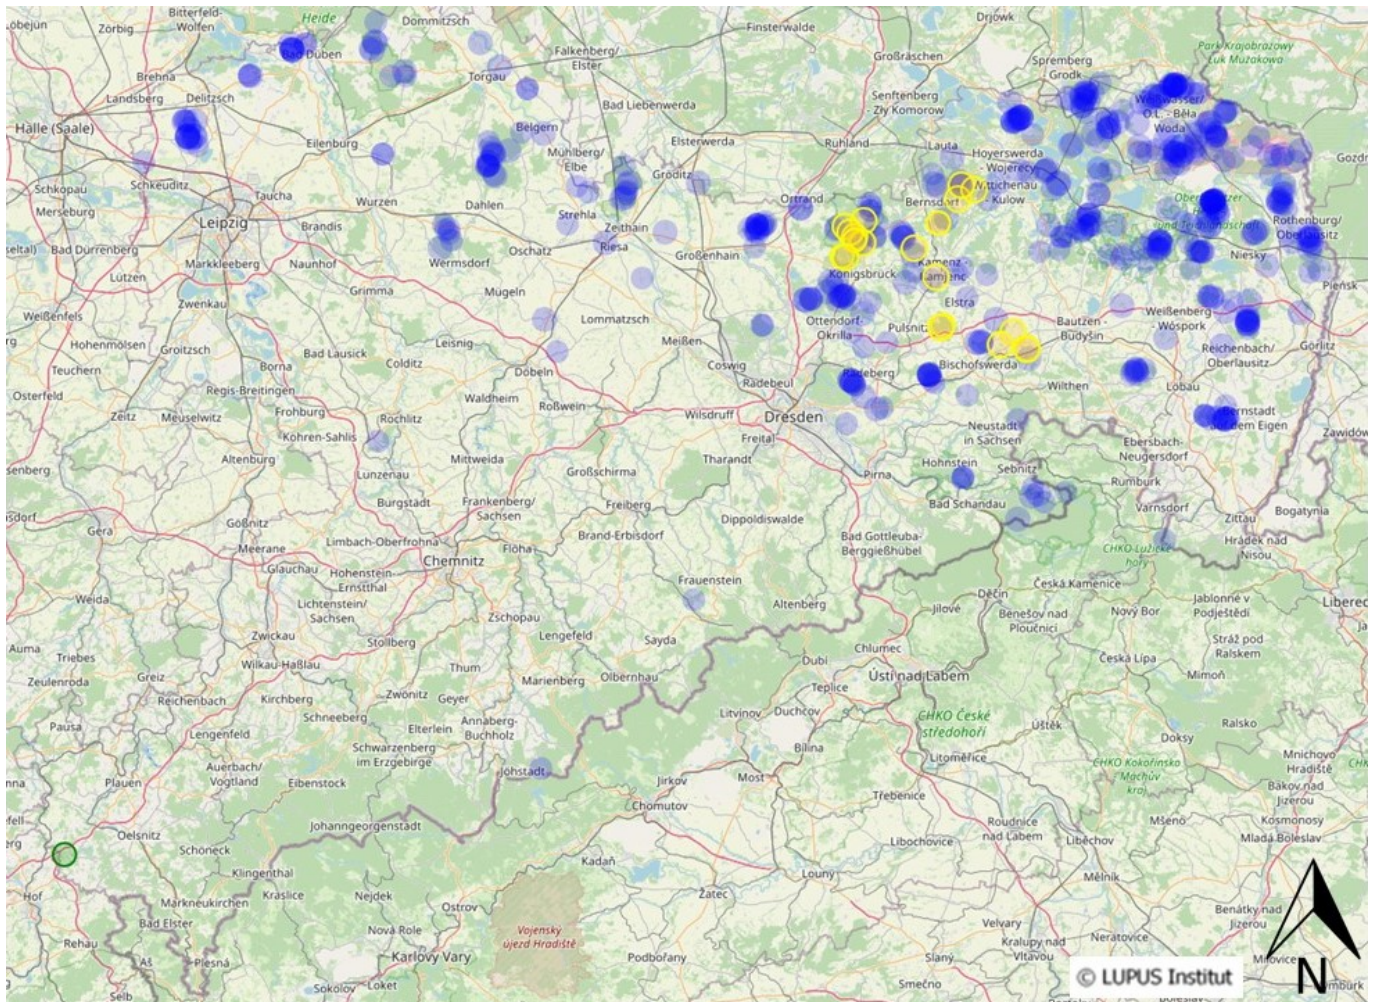 Bitterfeld-
Wolfen
Heide
Dommitzsch
Drjowk
Zörbig
Finsterwalde
Falkenberg/
Elster
Großräschen
Park Krajobrazowy
Łuk Mużakowa
Spremberg
Grodk
Brehna
Bad Düben
Torgau
Landsberg
Delitzsch
Bad Liebenwerda
Senftenberg
- Zły Komorow
Weißwasser/
O.L. - Běła
Woda
Halle (Saale)
Eilenburg
Belgern
Elsterwerda
Ruhland
Lauta
Hoyerswerda
- Wojerecy
Mühlberg/
Elbe
Gröditz
Schkopau
Schkeuditz
Taucha
Wurzen
Dahlen
Ortrand
Bernsdorf
Wittichenau
- Kulow
Merseburg
Leipzig
Brandis
Strehla
Zeithain
Riesa
Rothenburg/
Oberlausitz
Bad Dürrenberg
Markkleeberg
Naunhof
Oschatz
Wermsdorf
Großenhain
Kamenz -
Kamjenc
Niesky
Lützen
Grimma
Mügeln
Königsbrück
Pieńsk
Zwenkau
Elstra
Weißenfels
Lommatzsch
Ottendorf-
Okrilla
Pulsnitz
Bautzen -
Budyšin
Weißenberg
- Wóspork
Hohenmölsen
Groitzsch
Bad Lausick
Leisnig
Meißen
Reichenbach/
Oberlausitz
Görlitz
Teuchern
Borna
Colditz
Döbeln
Coswig
Radeberg
Bischofswerda
Osterfeld
Regis-Breitingen
Waldheim
Radebeul
Wilthen
Löbau
Zeitz
Meuselwitz
Frohburg
Rochlitz
Roßwein
Wilsdruff
Dresden
Bernstadt
auf dem Eigen
Kohren-Sahlis
Freital
Neustadt
in Sachsen
Zawidów
Ebersbach-
Neugersdorf
Altenburg
Lunzenau
Mittweida
Großschirma
Tharandt
Pirna
Hohnstein
Sebnitz
Rumburk
Burgstädt
Frankenberg/
Sachsen
Freiberg
Bad Schandau
Varnsdorf
Bogatynia
Gera
Gößnitz
Dippoldiswalde
Zittau
Meerane
Limbach-Oberfrohna
Flöha
Brand-Erbisdorf
Bad Gottleuba-
Berggießhübel
CHKO Lužické
hory
Hrádek nad
Nisou
Glauchau
Chemnitz
Hohenstein-
Ernstthal
Frauenstein
Česká Kamenice
Weida
Lichtenstein/
Sachsen
Zschopau
Altenberg
Jílové
Děčín
Benešov nad
Ploučnicí
Nový Bor
Jablonné v
Podještědí
Liberec
Zwickau
Stollberg
Lengefeld
Sayda
Chlumec
Stráž pod
Ralskem
Auma
Triebes
Wilkau-Haßlau
Thum
Marienberg
Olbernhau
Dubí
Česká Lípa
Zeulenroda
Greiz
Teplice
Ústí nad Labem
Mimoň
Reichenbach
Kirchberg
Zwönitz
Geyer
Pausa
Schneeberg
Elterlein
Annaberg-
Buchholz
Litvínov
Duchcov
CHKO České
středohoří
Úštěk
Ralsko
Lengenfeld
Schwarzenberg
im Erzgebirge
Bílina
Doksy
Mnichovo
Hradiště
Auerbach/
Vogtland
Jöhstadt
Most
Litoměřice
CHKO Kokořínsko
- Máchův
kraj
Plauen
Eibenstock
Jirkov
Třebenice
Bakov nad
Jizerou
Chomutov
Oelsnitz
Johanngeorgenstadt
Roudnice
nad Labem
Mšeno
Kosmonosy
Schöneck
Libochovice
Liběchov
Mladá Boleslav
Klingenthal
Kadaň
Louny
Hof
Markneukirchen
Kraslice
Nejdek
Žatec
Mělník
Ostrov
Bad Elster
Nová Role
Vojenský
újezd Hradiště
Velvary
Benátky nad
Jizerou
Rehau
Kralupy nad
Vltavou
Neratovice
Aš
Plesná
Karlovy Vary
Podbořany
Slaný
Milovice
Selb
Sokolov
Loket
Smečno
© LUPUS Institut
N